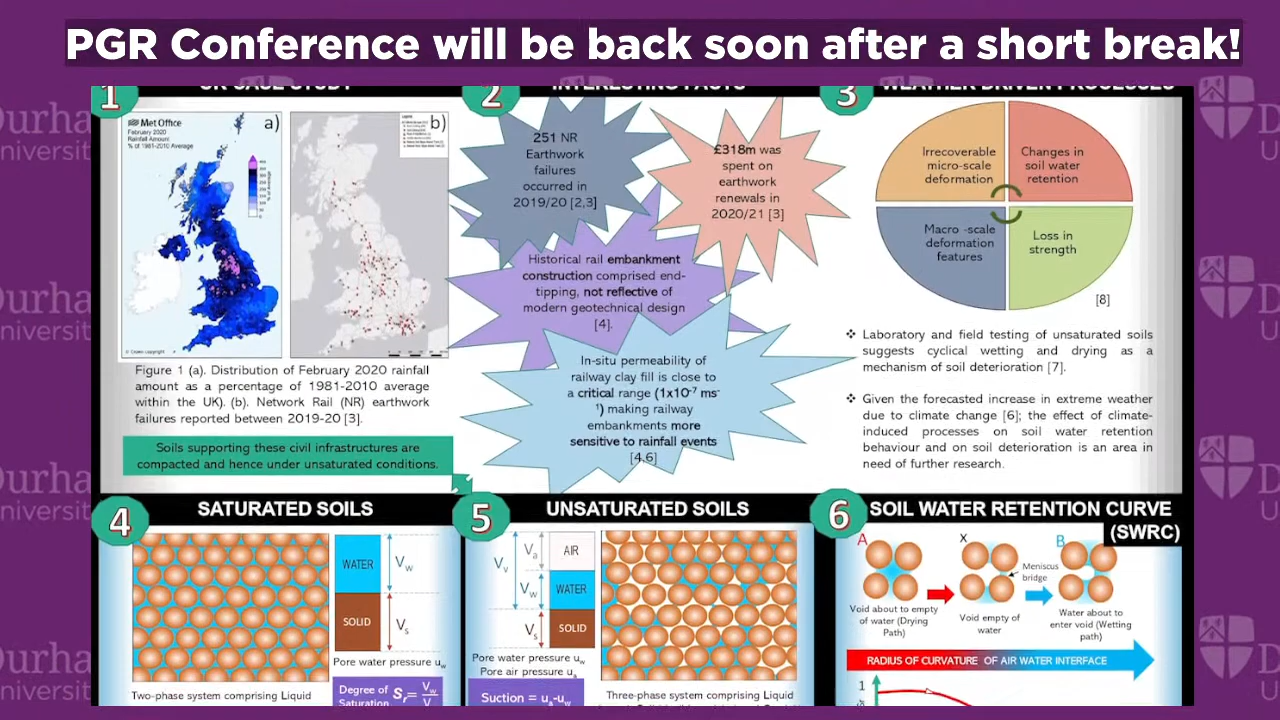 PGR Conference will be back soon after a short break!
1
UK CASE STUDY
Met Office
February 2020
Rainfall Amount
% of 1981-2010 Average
a)
© Crown copyright
b)
Figure 1 (a). Distribution of February 2020 rainfall
amount as a percentage of 1981-2010 average
within the UK). (b). Network Rail (NR) earthwork
failures reported between 2019-20 [3].
Soils supporting these civil infrastructures are
compacted and hence under unsaturated conditions.
2
INTERESTING FACTS
251 NR
Earthwork
failures
occurred in
2019/20 [2,3]
£318m was
spent on
earthwork
renewals in
2020/21 [3]
Historical rail embankment
construction comprised end-
tipping, not reflective of
modern geotechnical design
[4].
In-situ permeability of
railway clay fill is close to
a critical range (1x10⁻⁷ ms⁻
¹) making railway
embankments more
sensitive to rainfall events
[4,6]
3
WEATHER DRIVEN PROCESSES
Irrecoverable
micro-scale
deformation
Changes in
soil water
retention
Macro -scale
deformation
features
Loss in
strength
[8]
❖ Laboratory and field testing of unsaturated soils
suggests cyclical wetting and drying as a
mechanism of soil deterioration [7].
❖ Given the forecasted increase in extreme weather
due to climate change [6]; the effect of climate-
induced processes on soil water retention
behaviour and on soil deterioration is an area in
need of further research.
4
SATURATED SOILS
WATER
Vw
SOLID
Vs
Pore water pressure uw
Two-phase system comprising Liquid
Degree of
Saturation
Sr= Vw
V
5
UNSATURATED SOILS
Vv
Va
AIR
Vw
WATER
Vs
SOLID
Pore water pressure uw
Pore air pressure ua
Suction = ua-uw
Three-phase system comprising Liquid
6
SOIL WATER RETENTION CURVE
(SWRC)
A
X
B
Meniscus
bridge
Void about to empty
of water (Drying
Path)
Void empty of
water
Water about to
enter void (Wetting
path)
RADIUS OF CURVATURE OF AIR WATER INTERFACE
1